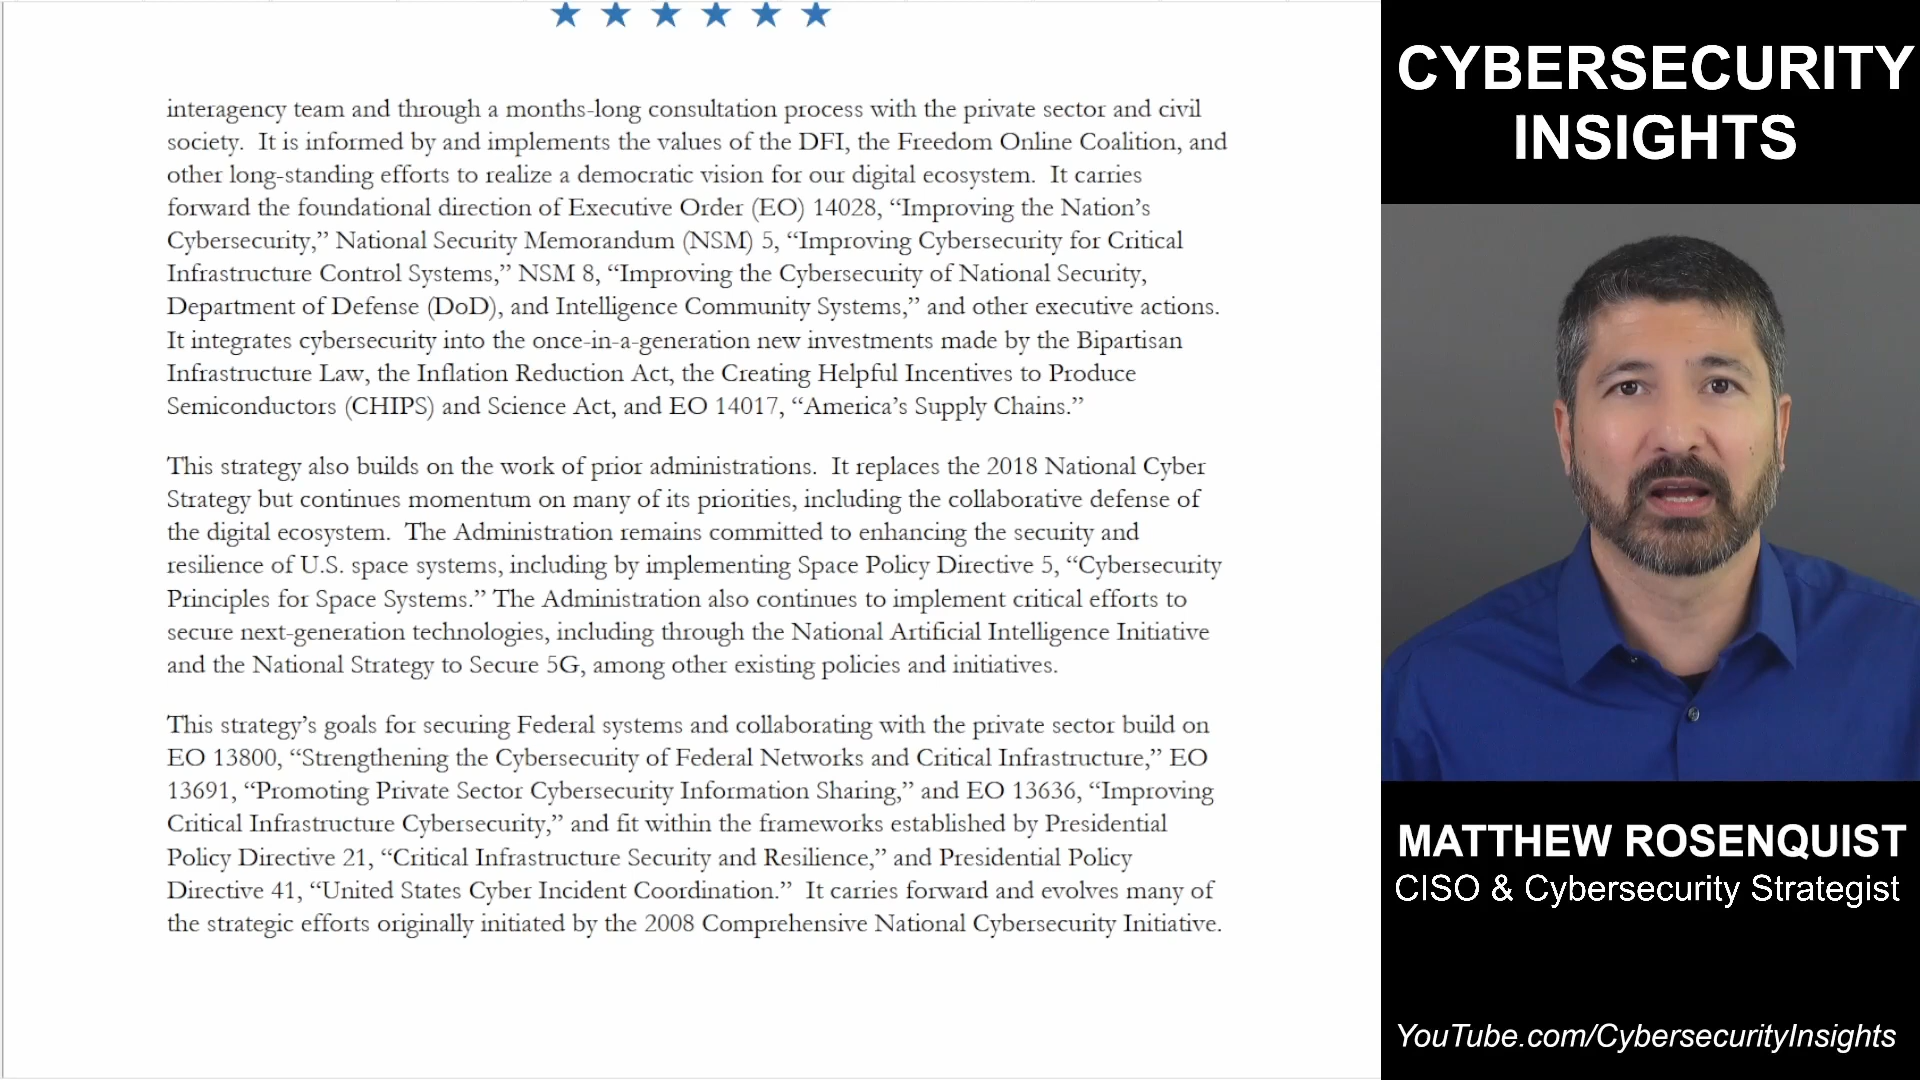 interagency team and through a months-long consultation process with the private sector and civil
society.  It is informed by and implements the values of the DFI, the Freedom Online Coalition, and
other long-standing efforts to realize a democratic vision for our digital ecosystem.  It carries
forward the foundational direction of Executive Order (EO) 14028, “Improving the Nation’s
Cybersecurity,” National Security Memorandum (NSM) 5, “Improving Cybersecurity for Critical
Infrastructure Control Systems,” NSM 8, “Improving the Cybersecurity of National Security,
Department of Defense (DoD), and Intelligence Community Systems,” and other executive actions.
It integrates cybersecurity into the once-in-a-generation new investments made by the Bipartisan
Infrastructure Law, the Inflation Reduction Act, the Creating Helpful Incentives to Produce
Semiconductors (CHIPS) and Science Act, and EO 14017, “America’s Supply Chains.”
This strategy also builds on the work of prior administrations.  It replaces the 2018 National Cyber
Strategy but continues momentum on many of its priorities, including the collaborative defense of
the digital ecosystem.  The Administration remains committed to enhancing the security and
resilience of U.S. space systems, including by implementing Space Policy Directive 5, “Cybersecurity
Principles for Space Systems.” The Administration also continues to implement critical efforts to
secure next-generation technologies, including through the National Artificial Intelligence Initiative
and the National Strategy to Secure 5G, among other existing policies and initiatives.
This strategy’s goals for securing Federal systems and collaborating with the private sector build on
EO 13800, “Strengthening the Cybersecurity of Federal Networks and Critical Infrastructure,” EO
13691, “Promoting Private Sector Cybersecurity Information Sharing,” and EO 13636, “Improving
Critical Infrastructure Cybersecurity,” and fit within the frameworks established by Presidential
Policy Directive 21, “Critical Infrastructure Security and Resilience,” and Presidential Policy
Directive 41, “United States Cyber Incident Coordination.”  It carries forward and evolves many of
the strategic efforts originally initiated by the 2008 Comprehensive National Cybersecurity Initiative.
CYBERSECURITY
INSIGHTS
MATTHEW ROSENQUIST
CISO & Cybersecurity Strategist
YouTube.com/CybersecurityInsights